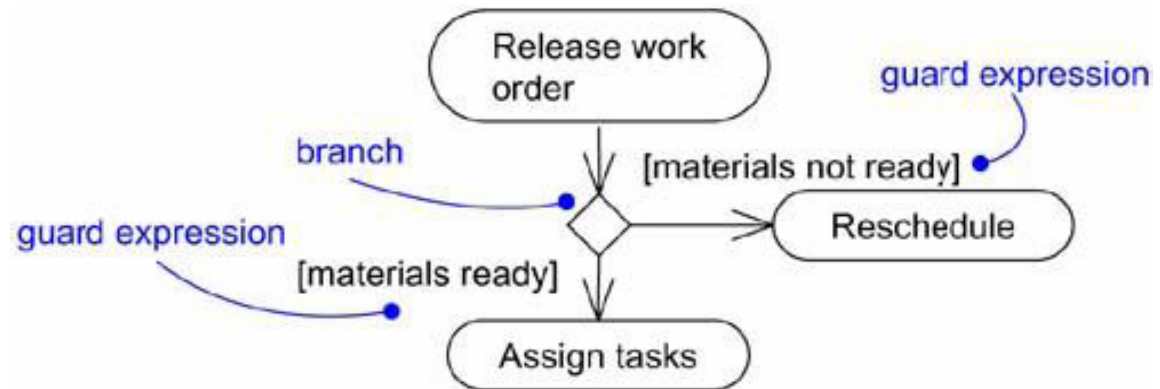 Release work
order
guard expression
branch
[materials not ready]
Reschedule
guard expression
[materials ready]
Assign tasks